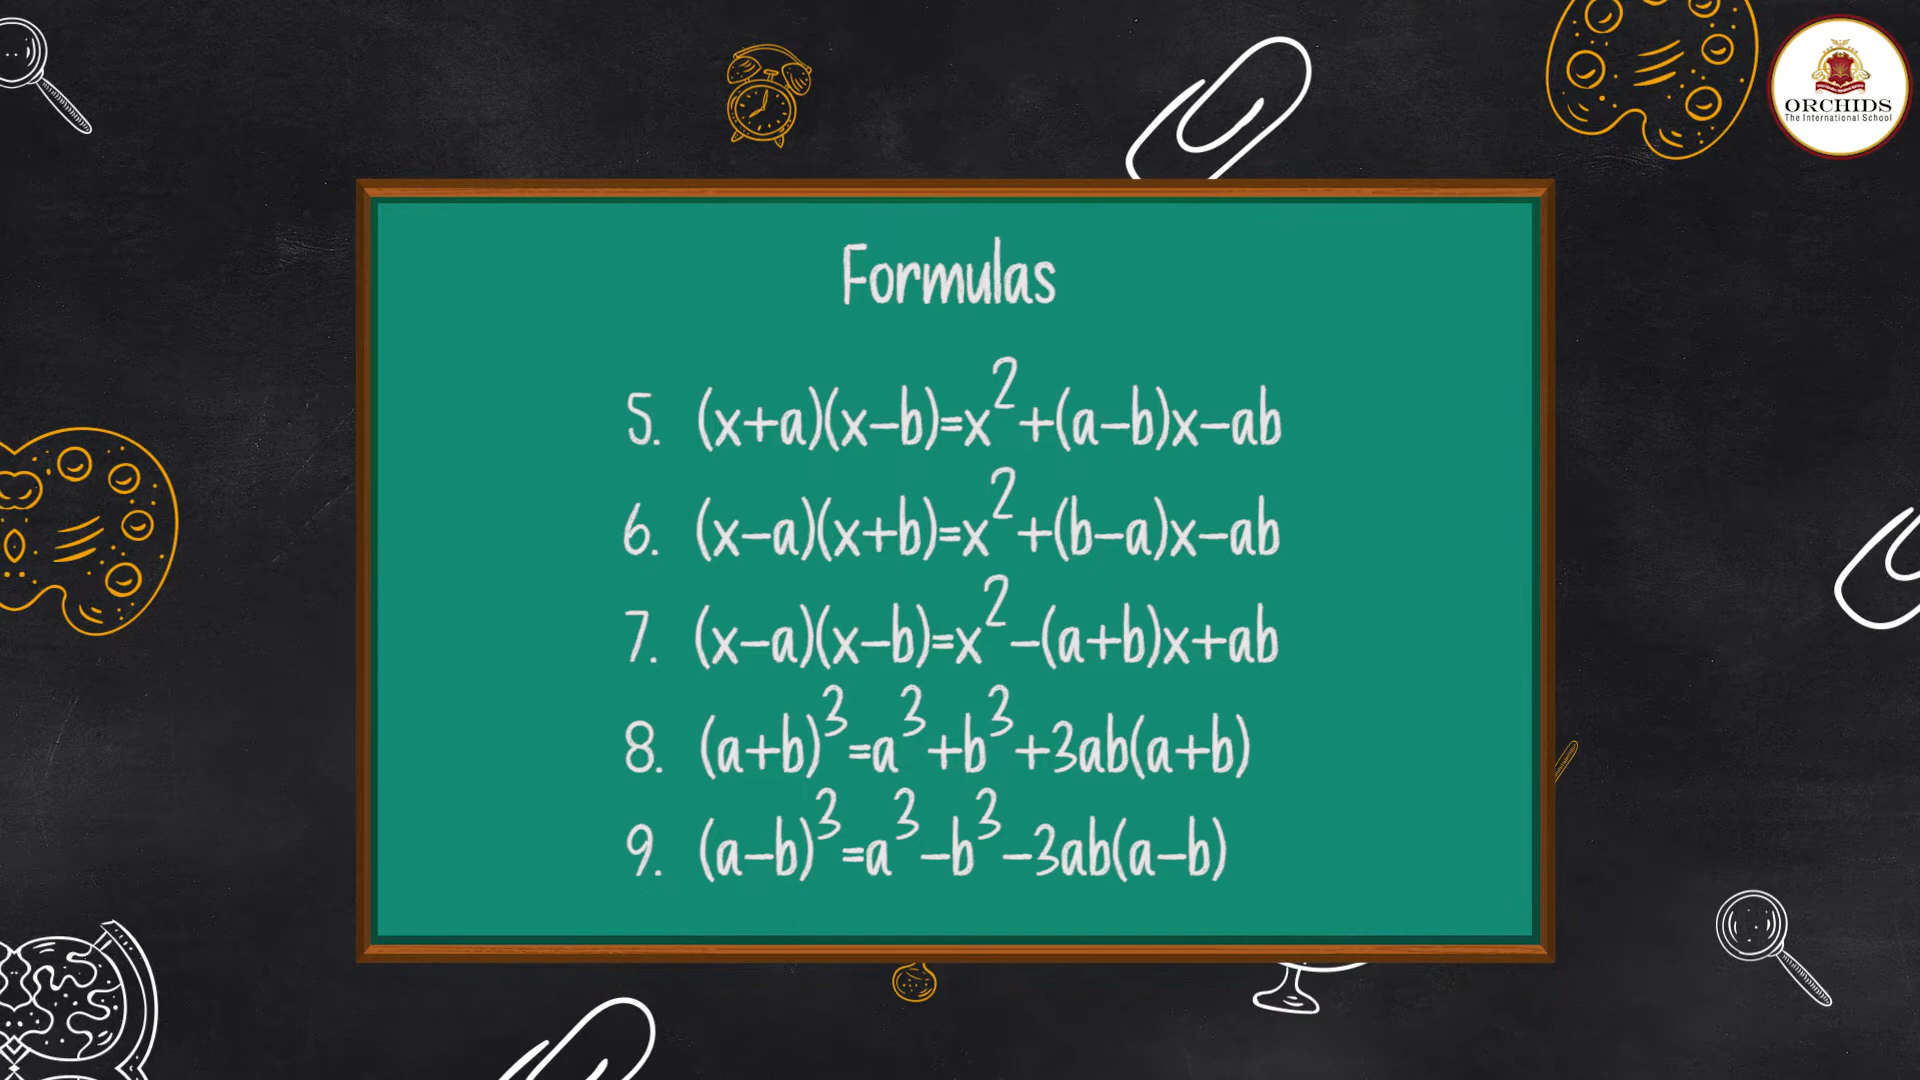 ORCHIDS
The International School
Formulas
5. (x+a)(x–b)=x²+(a–b)x–ab
6. (x–a)(x+b)=x²+(b–a)x–ab
7. (x–a)(x–b)=x²–(a+b)x+ab
8. (a+b)³=a³+b³+3ab(a+b)
9. (a–b)³=a³–b³–3ab(a–b)